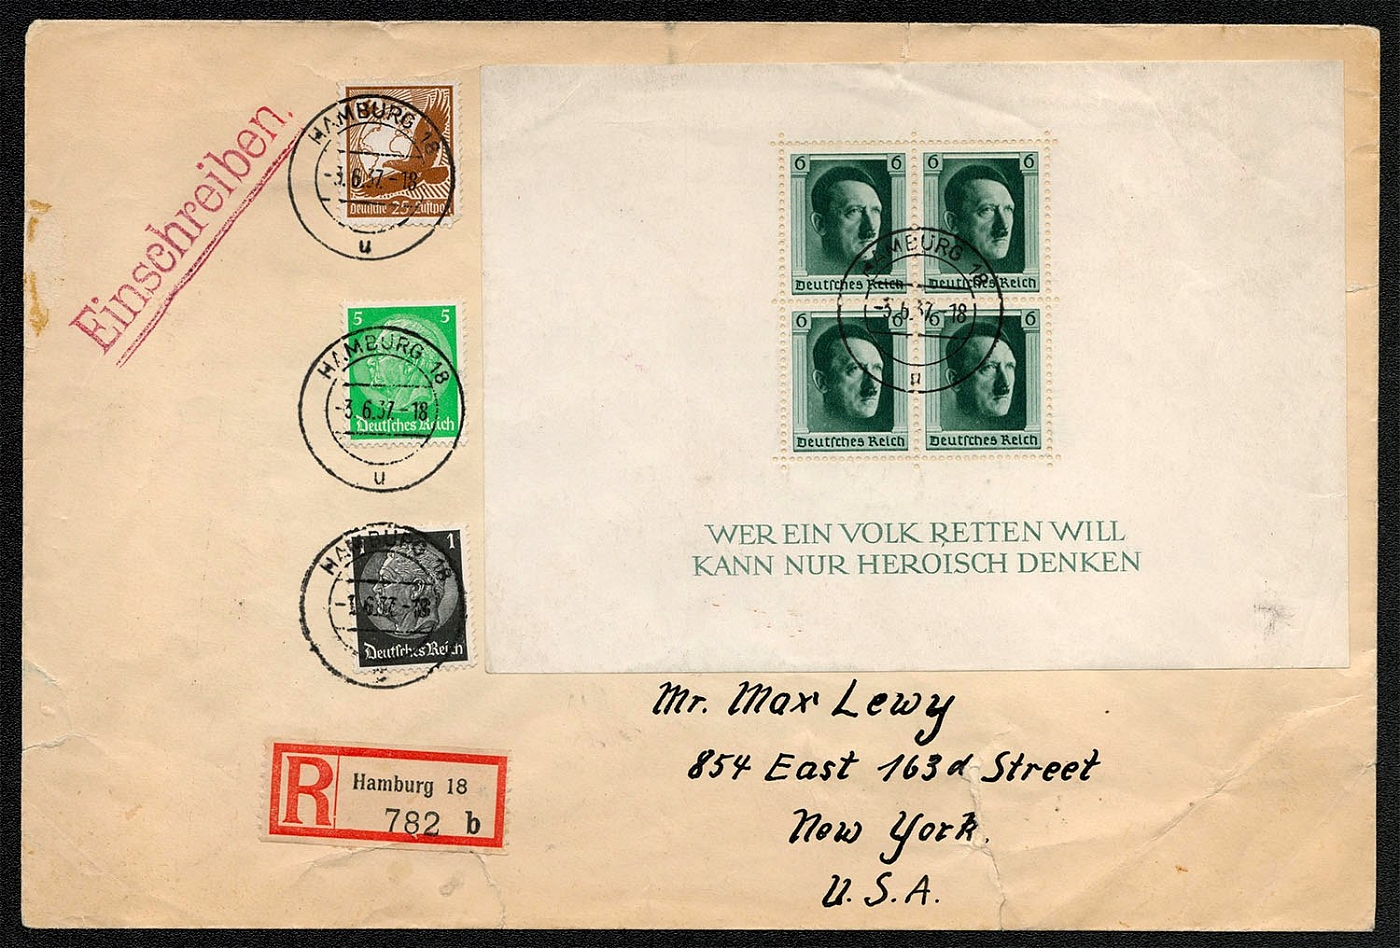 Einschreiben.
HAMBURG 18
-3.6.37.-18
u
Deutsche 25 Luftpost
5 5
HAMBURG 18
-3.6.37.-18
u
Deutsches Reich
1
HAMBURG 18
-3.6.37.-18
Deutsches Reich
6 6
6 6
Deutsches Reich
Deutsches Reich
HAMBURG 18
-3.6.37.-18
u
6 6
6 6
Deutsches Reich
Deutsches Reich
WER EIN VOLK RETTEN WILL
KANN NUR HEROISCH DENKEN
Mr. Max Lewy
854 East 163d Street
New York.
U.S.A.
R
Hamburg 18
782 b